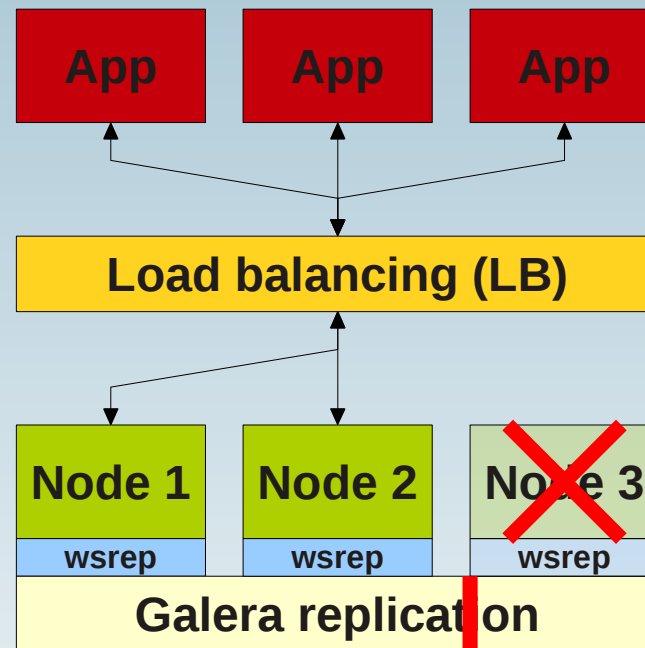 App
App
App
Load balancing (LB)
Node 1
Node 2
Node 3
wsrep
wsrep
wsrep
Galera replication